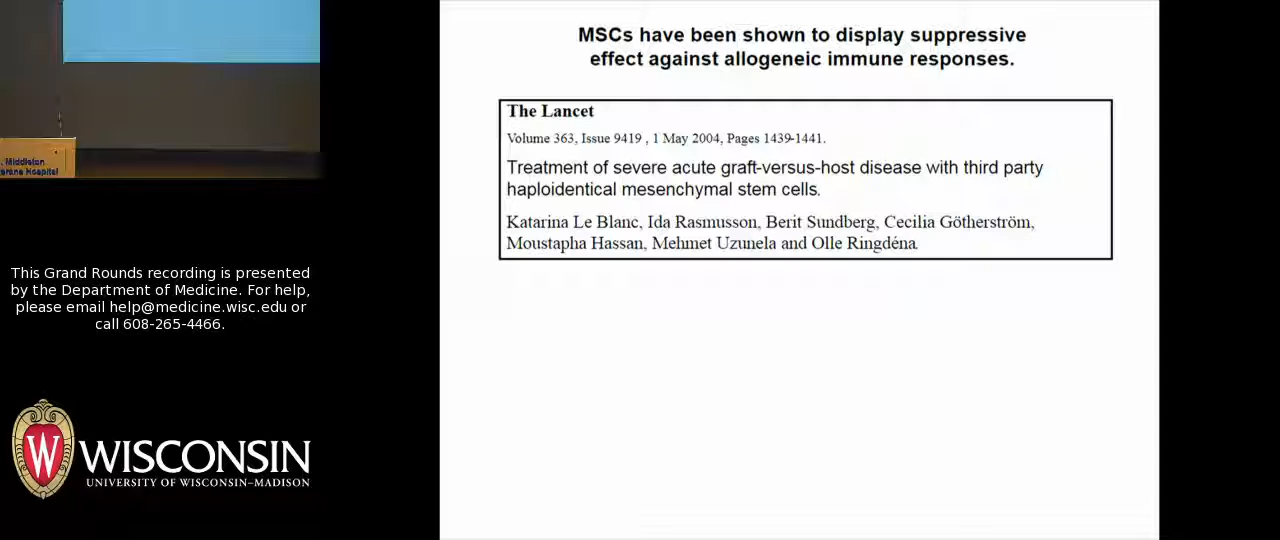 , Middleton
erans Hospital
This Grand Rounds recording is presented
by the Department of Medicine. For help,
please email help@medicine.wisc.edu or
call 608-265-4466.
W
WISCONSIN
UNIVERSITY OF WISCONSIN–MADISON
MSCs have been shown to display suppressive
effect against allogeneic immune responses.
The Lancet
Volume 363, Issue 9419 , 1 May 2004, Pages 1439-1441.
Treatment of severe acute graft-versus-host disease with third party
haploidentical mesenchymal stem cells.
Katarina Le Blanc, Ida Rasmusson, Berit Sundberg, Cecilia Götherström,
Moustapha Hassan, Mehmet Uzunela and Olle Ringdéna.